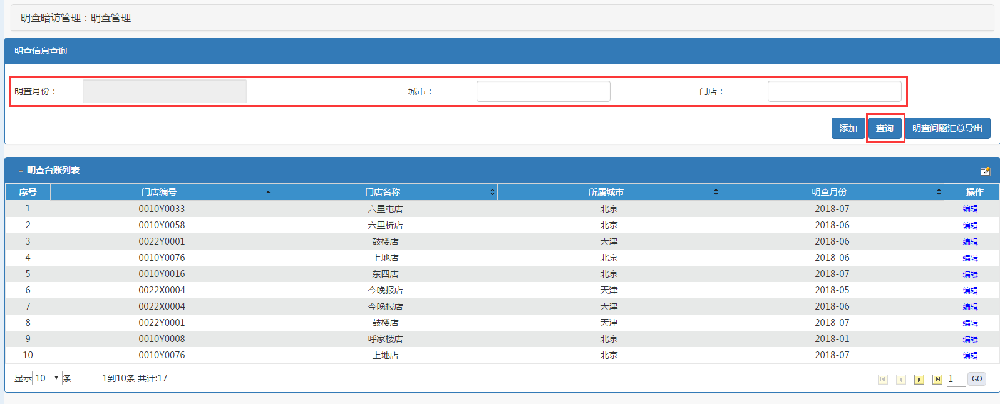 明查暗访管理：明查管理
明查信息查询
明查月份： 城市： 门店：
添加 查询 明查问题汇总导出
明查台账列表
序号 门店编号 门店名称 所属城市 明查月份 操作
1 0010Y0033 六里屯店 北京 2018-07 编辑
2 0010Y0058 六里桥店 北京 2018-06 编辑
3 0022Y0001 鼓楼店 天津 2018-06 编辑
4 0010Y0076 上地店 北京 2018-06 编辑
5 0010Y0016 东四店 北京 2018-07 编辑
6 0022X0004 今晚报店 天津 2018-05 编辑
7 0022X0004 今晚报店 天津 2018-06 编辑
8 0022Y0001 鼓楼店 天津 2018-07 编辑
9 0010Y0008 呼家楼店 北京 2018-01 编辑
10 0010Y0076 上地店 北京 2018-07 编辑
显示 10 条 1到10条 共计:17 1 GO